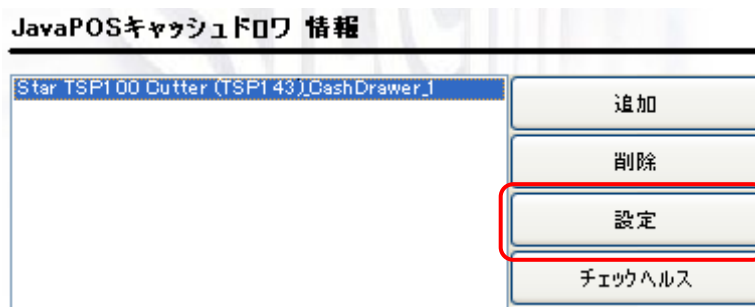 JavaPOSキャッシュドロワ 情報
Star TSP100 Cutter (TSP143)_CashDrawer_1
追加
削除
設定
チェックヘルス